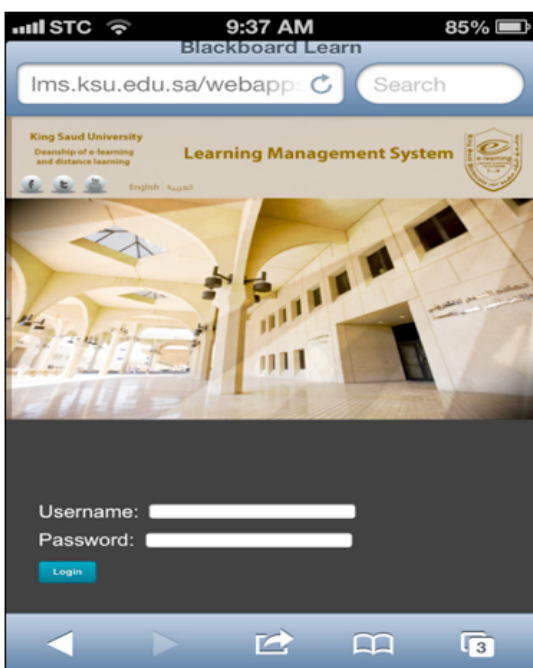 STC 9:37 AM 85%
Blackboard Learn
lms.ksu.edu.sa/webapp Search
King Saud University
Deanship of e-learning
and distance learning
Learning Management System
English | العربية
e-learning
Username:
Password:
Login
3